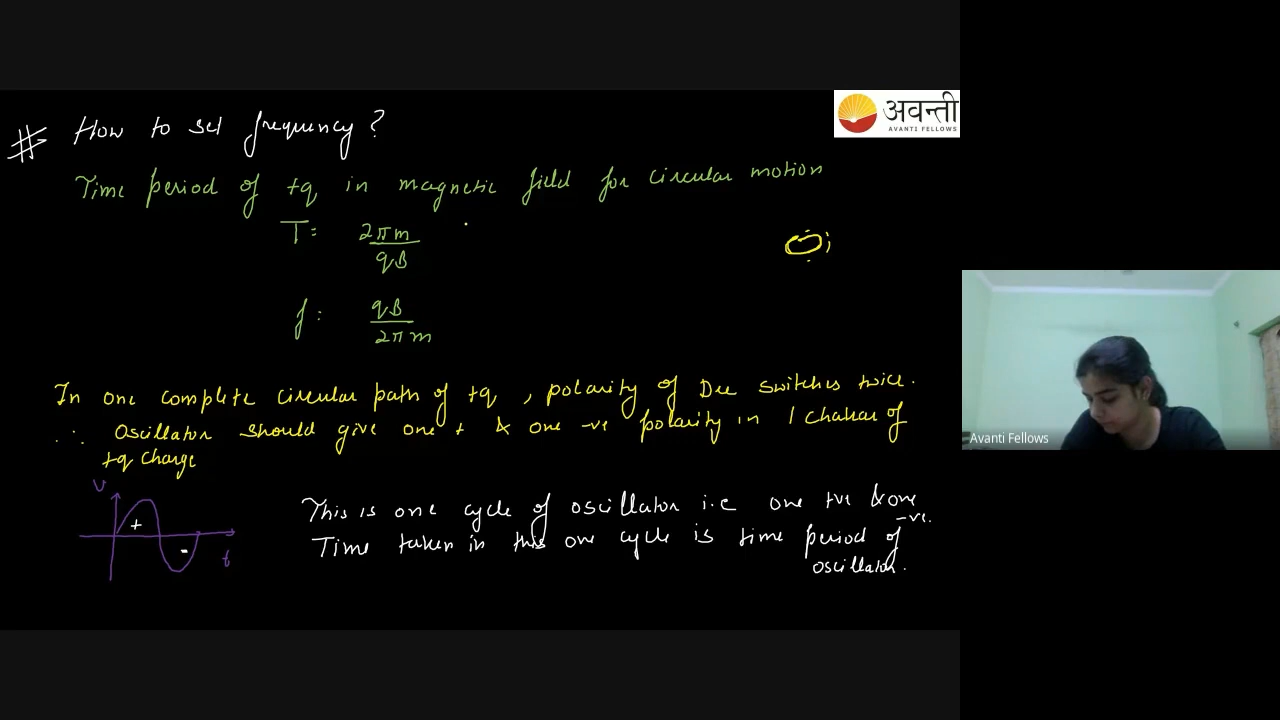 # How to set frequency?
अवन्ती
AVANTI FELLOWS
Time period of +q in magnetic field for circular motion
T = 2πm / qB
f = qB / 2πm
In one complete circular path of +q, polarity of Dee switches twice.
∴ Oscillator should give one + & one -ve polarity in 1 chakar of
+q charge
V
+
-
t
This is one cycle of oscillator i.e one +ve & one -ve.
Time taken in this one cycle is time period of
oscillator.
Avanti Fellows